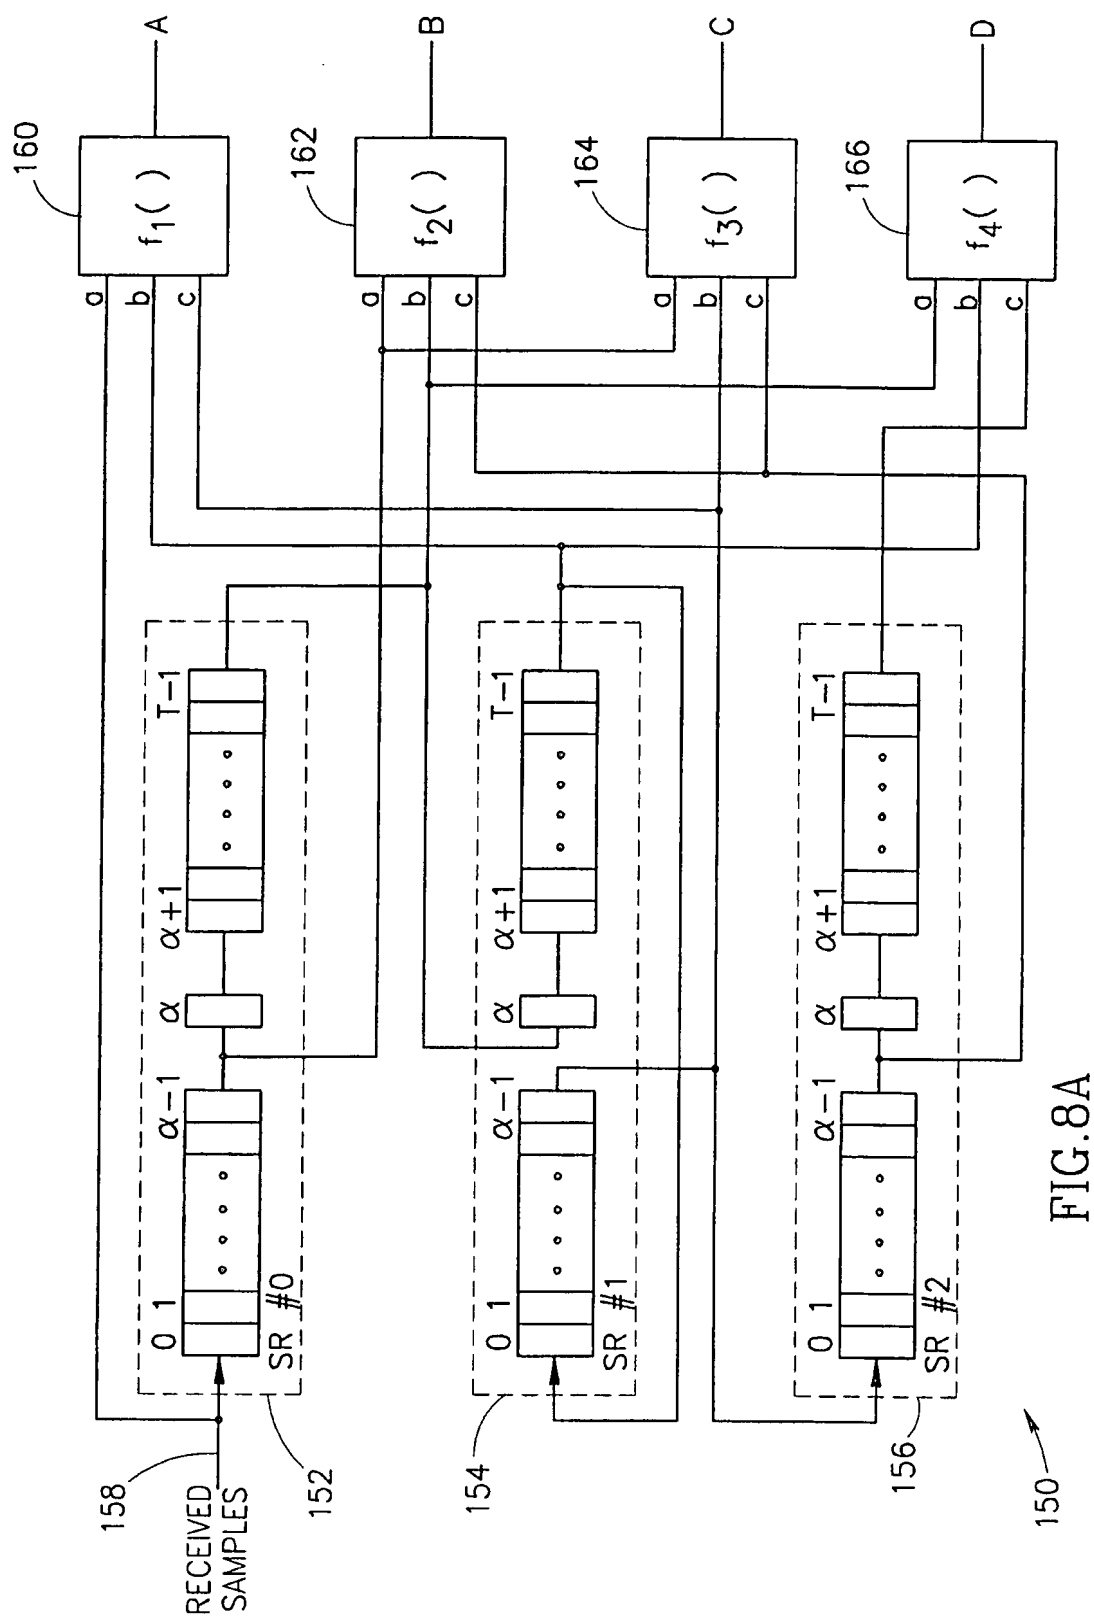 160
a
b
c
f1( )
A
162
a
b
c
f2( )
B
164
a
b
c
f3( )
C
166
a
b
c
f4( )
D
158
RECEIVED
SAMPLES
152
0 1 α−1 α α+1 T−1
SR #0
154
0 1 α−1 α α+1 T−1
SR #1
156
0 1 α−1 α α+1 T−1
SR #2
150
FIG.8A